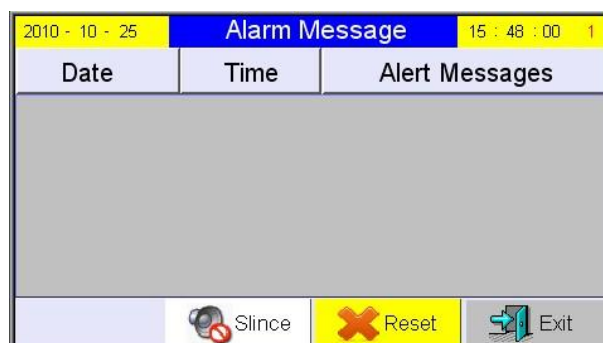 2010 - 10 - 25 Alarm Message 15 : 48 : 00 1
Date Time Alert Messages
Slince Reset Exit